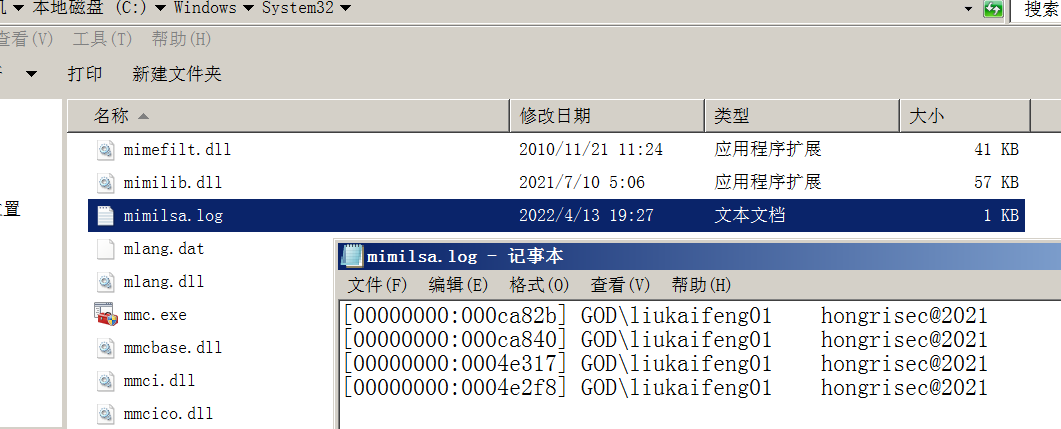 本地磁盘 (C:) Windows System32 搜索
查看(V) 工具(T) 帮助(H)
打印 新建文件夹
名称 修改日期 类型 大小
mimefilt.dll 2010/11/21 11:24 应用程序扩展 41 KB
mimilib.dll 2021/7/10 5:06 应用程序扩展 57 KB
mimilsa.log 2022/4/13 19:27 文本文档 1 KB
mlang.dat
mlang.dll
mmc.exe
mmcbase.dll
mmci.dll
mmcico.dll
mimilsa.log - 记事本
文件(F) 编辑(E) 格式(O) 查看(V) 帮助(H)
[00000000:000ca82b] GOD\liukaifeng01 hongrisec@2021
[00000000:000ca840] GOD\liukaifeng01 hongrisec@2021
[00000000:0004e317] GOD\liukaifeng01 hongrisec@2021
[00000000:0004e2f8] GOD\liukaifeng01 hongrisec@2021